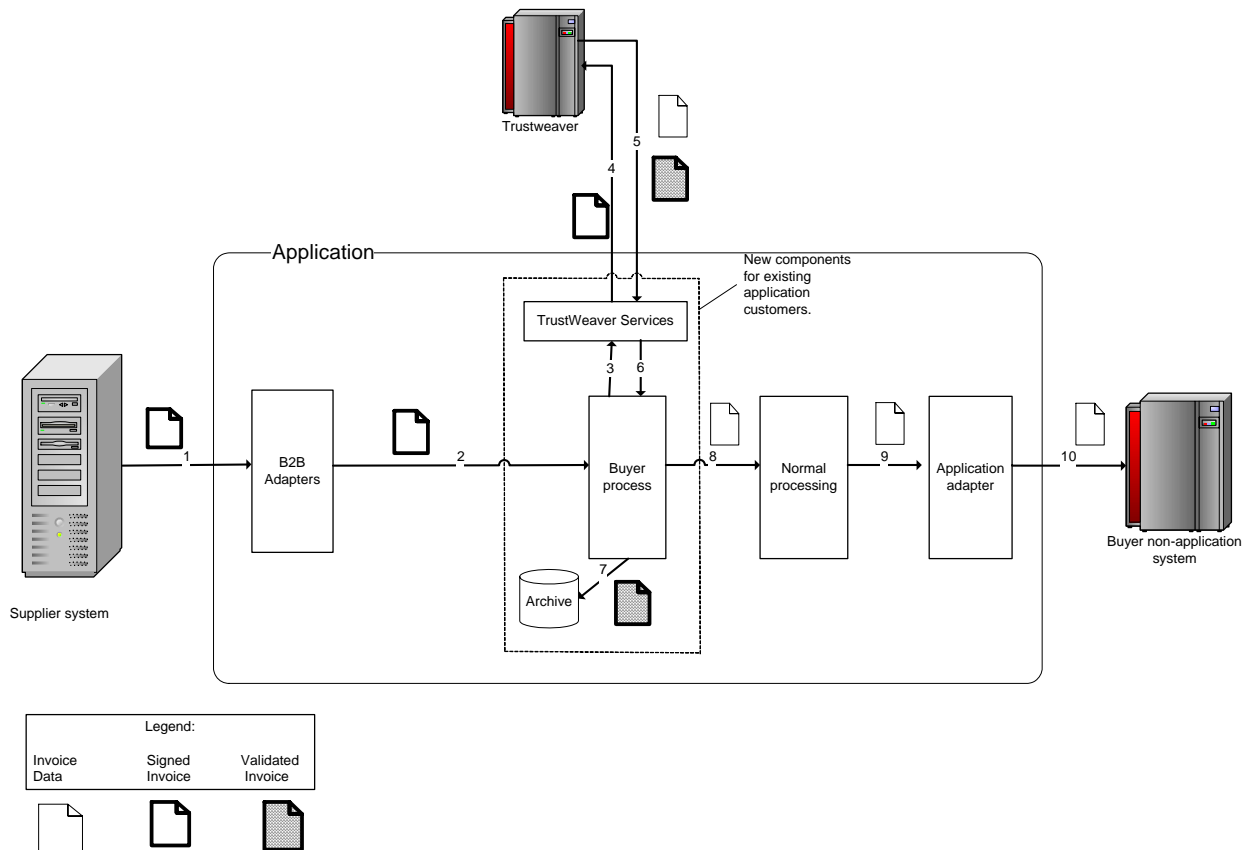 Trustweaver
5
4
Application
New components
for existing
application
customers.
TrustWeaver Services
3
6
1
B2B
Adapters
2
Buyer
process
8
Normal
processing
9
Application
adapter
10
Buyer non-application
system
7
Archive
Supplier system
Legend:
Invoice
Data
Signed
Invoice
Validated
Invoice